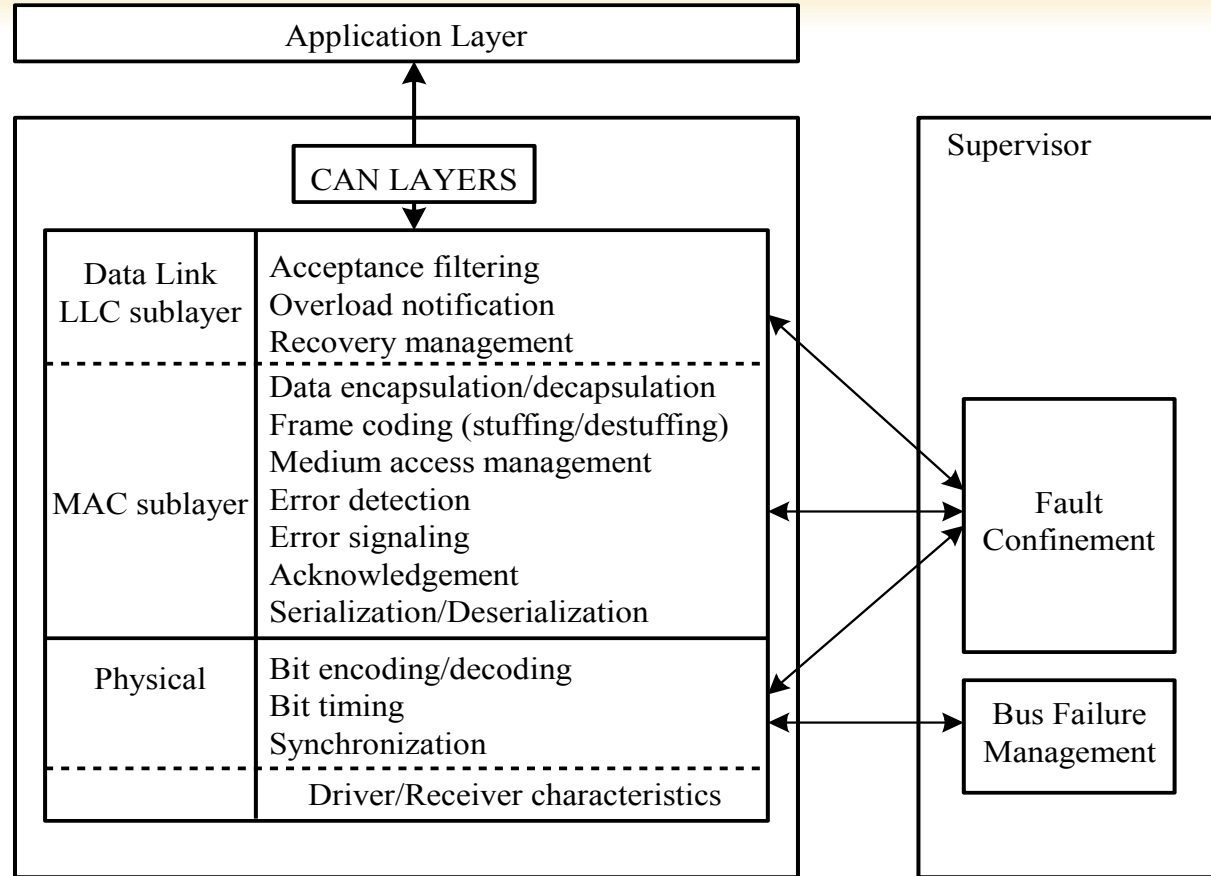 Application Layer
CAN LAYERS
Supervisor
Data Link
LLC sublayer
Acceptance filtering
Overload notification
Recovery management
MAC sublayer
Data encapsulation/decapsulation
Frame coding (stuffing/destuffing)
Medium access management
Error detection
Error signaling
Acknowledgement
Serialization/Deserialization
Physical
Bit encoding/decoding
Bit timing
Synchronization
Driver/Receiver characteristics
Fault
Confinement
Bus Failure
Management